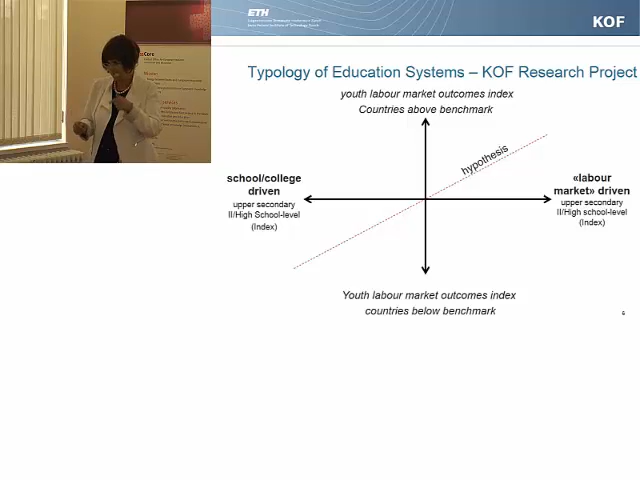 ETH
KOF
Typology of Education Systems – KOF Research Project
youth labour market outcomes index
Countries above benchmark
hypothesis
school/college
driven
upper secondary
II/High School-level
(Index)
«labour
market» driven
upper secondary
II/High school-level
(Index)
Youth labour market outcomes index
countries below benchmark
6